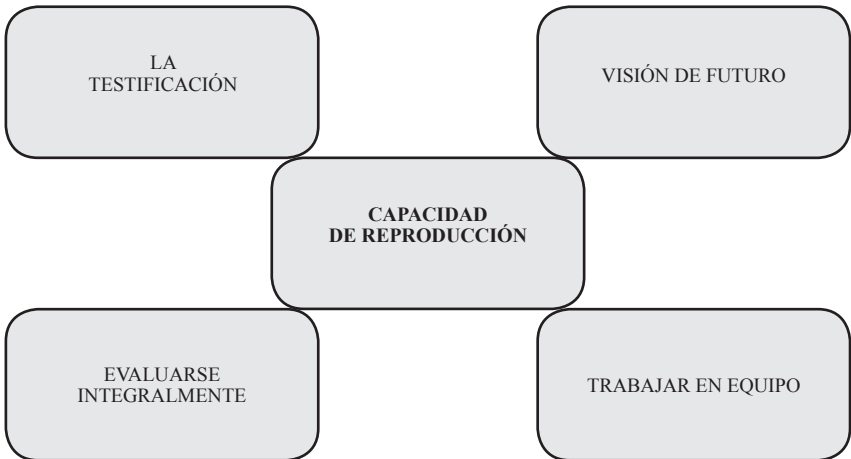 LA
TESTIFICACIÓN
VISIÓN DE FUTURO
CAPACIDAD
DE REPRODUCCIÓN
EVALUARSE
INTEGRALMENTE
TRABAJAR EN EQUIPO